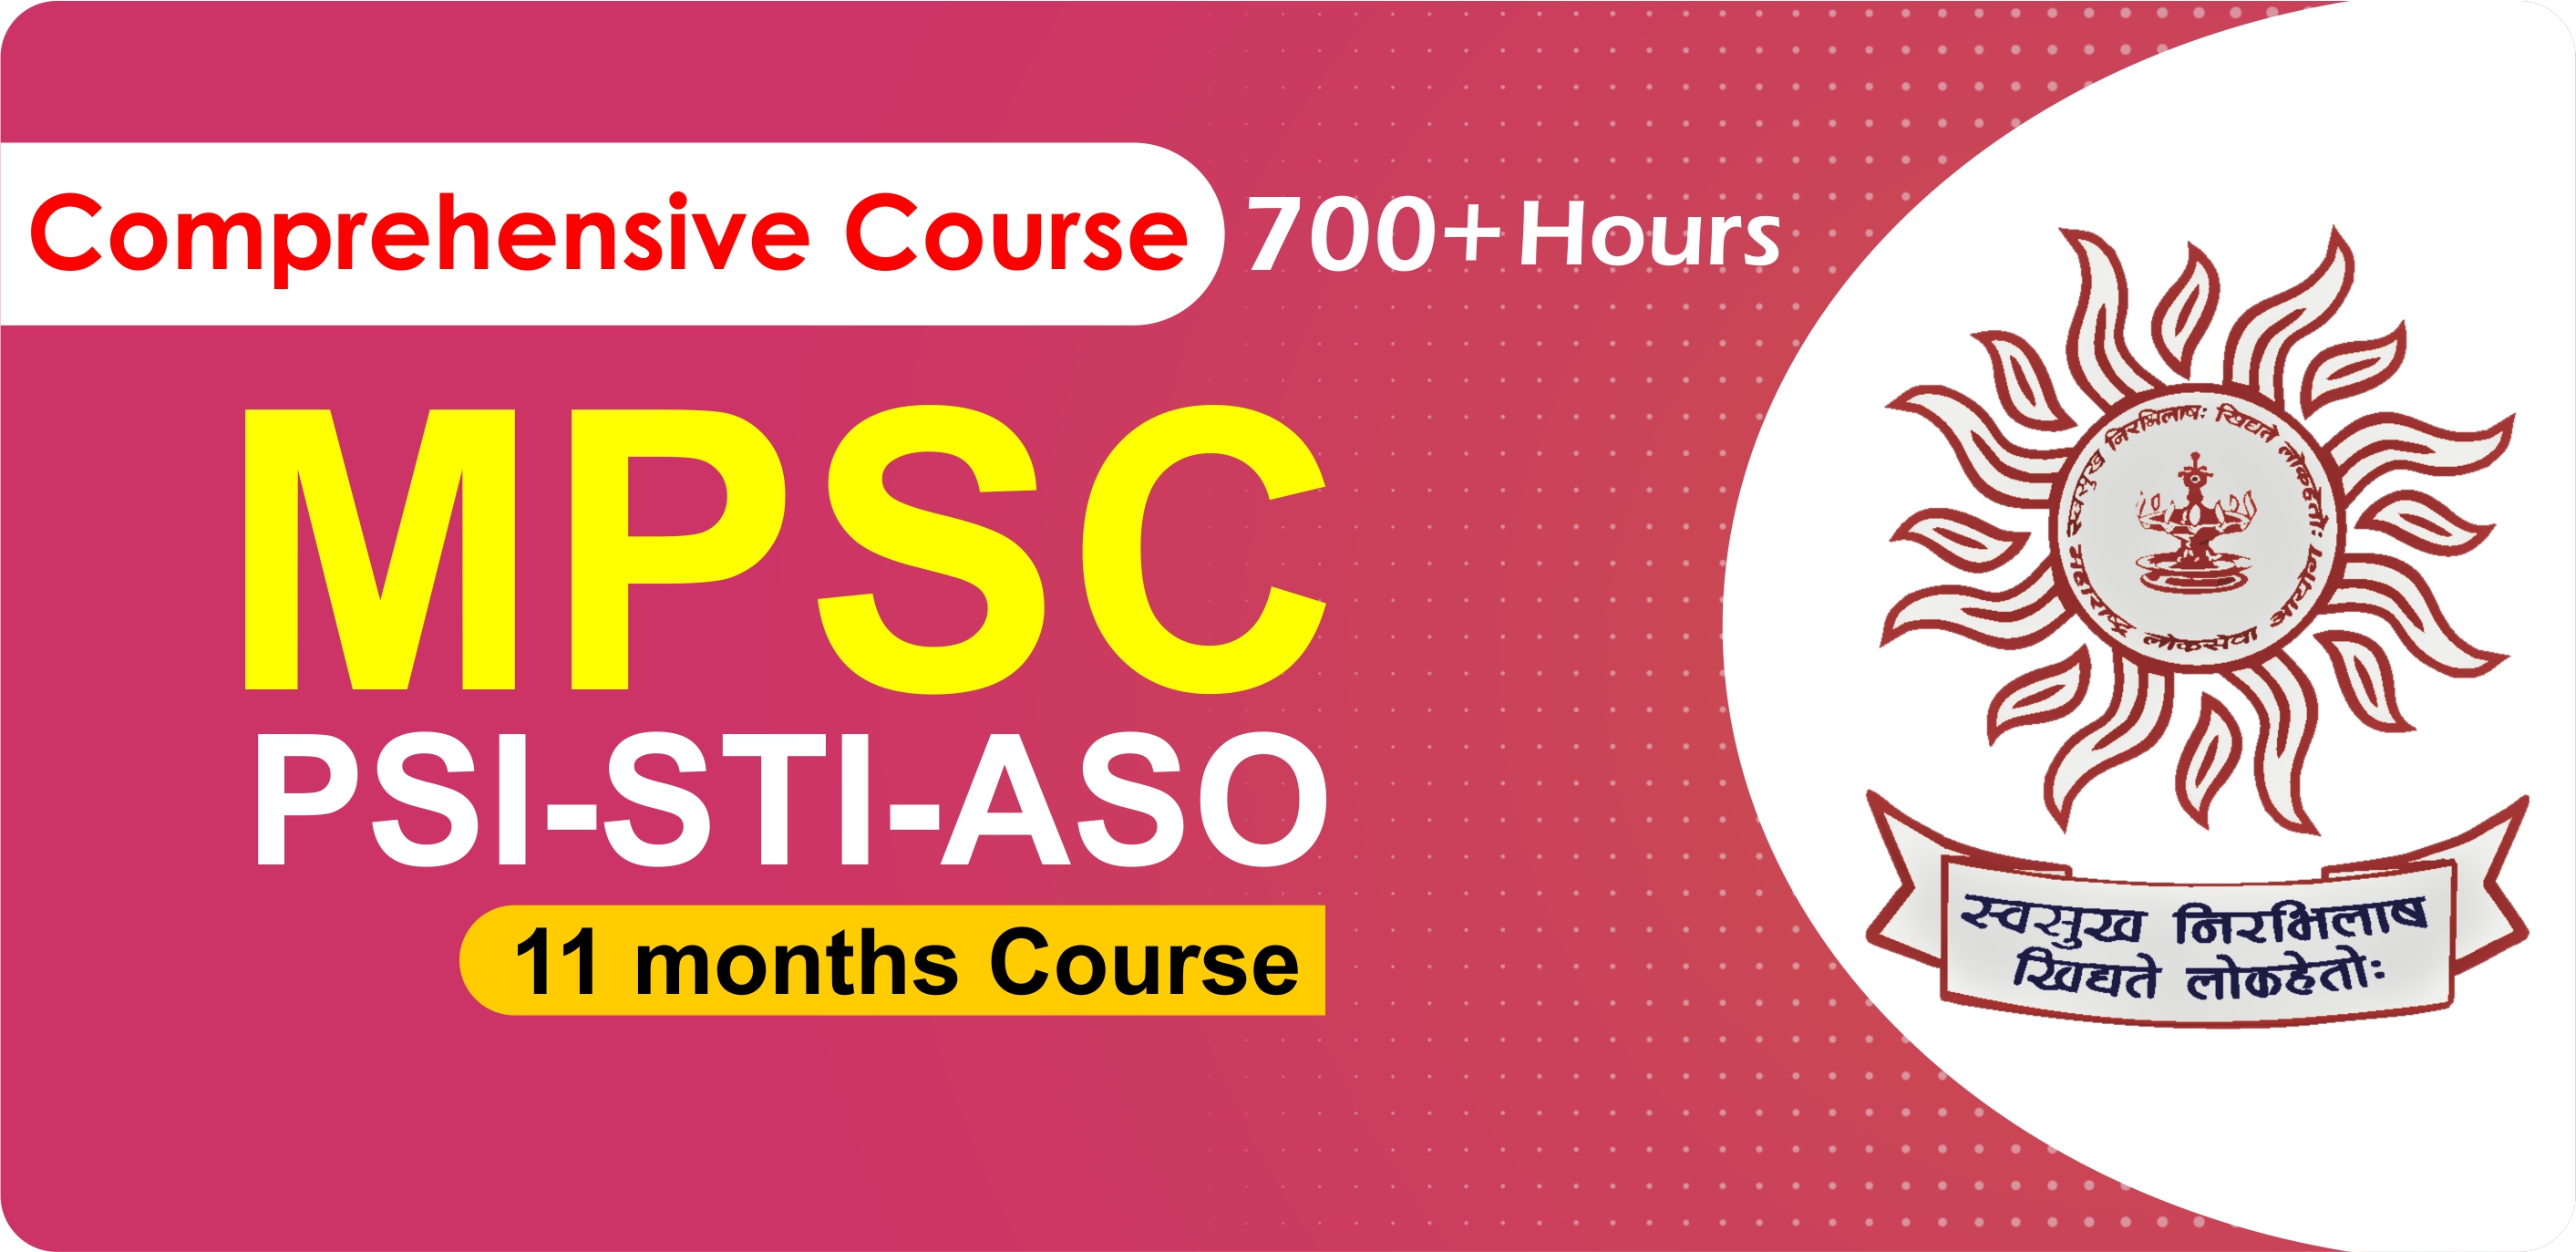 Comprehensive Course
700+Hours
MPSC
PSI-STI-ASO
11 months Course
स्वसुख निरभिलाषः खिद्यते लोकहेतोः
महाराष्ट्र लोकसेवा आयोग
स्वसुख निरभिलाष
खिद्यते लोकहेतोः